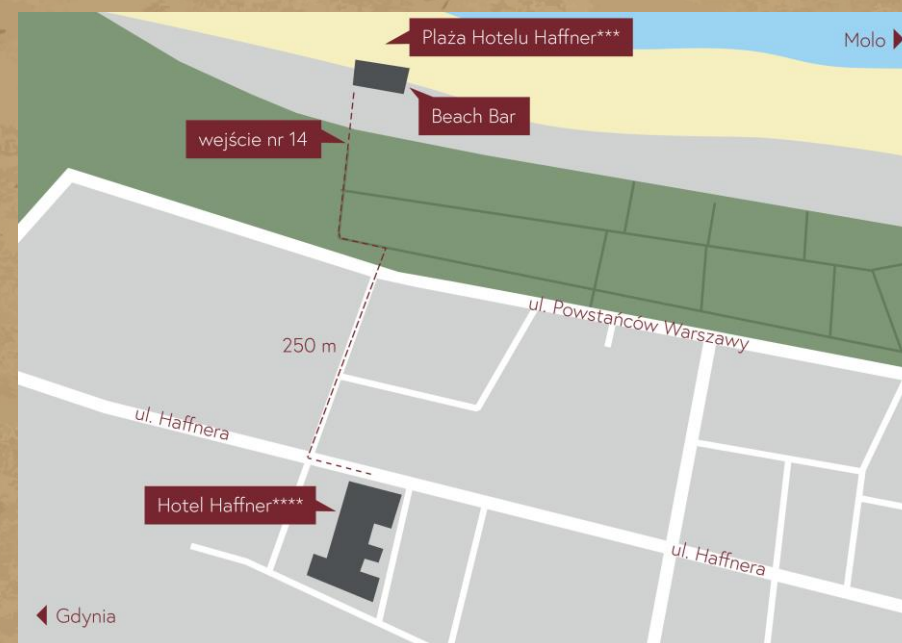 Plaża Hotelu Haffner***
Molo
Beach Bar
wejście nr 14
ul. Powstańców Warszawy
250 m
ul. Haffnera
Hotel Haffner****
ul. Haffnera
Gdynia